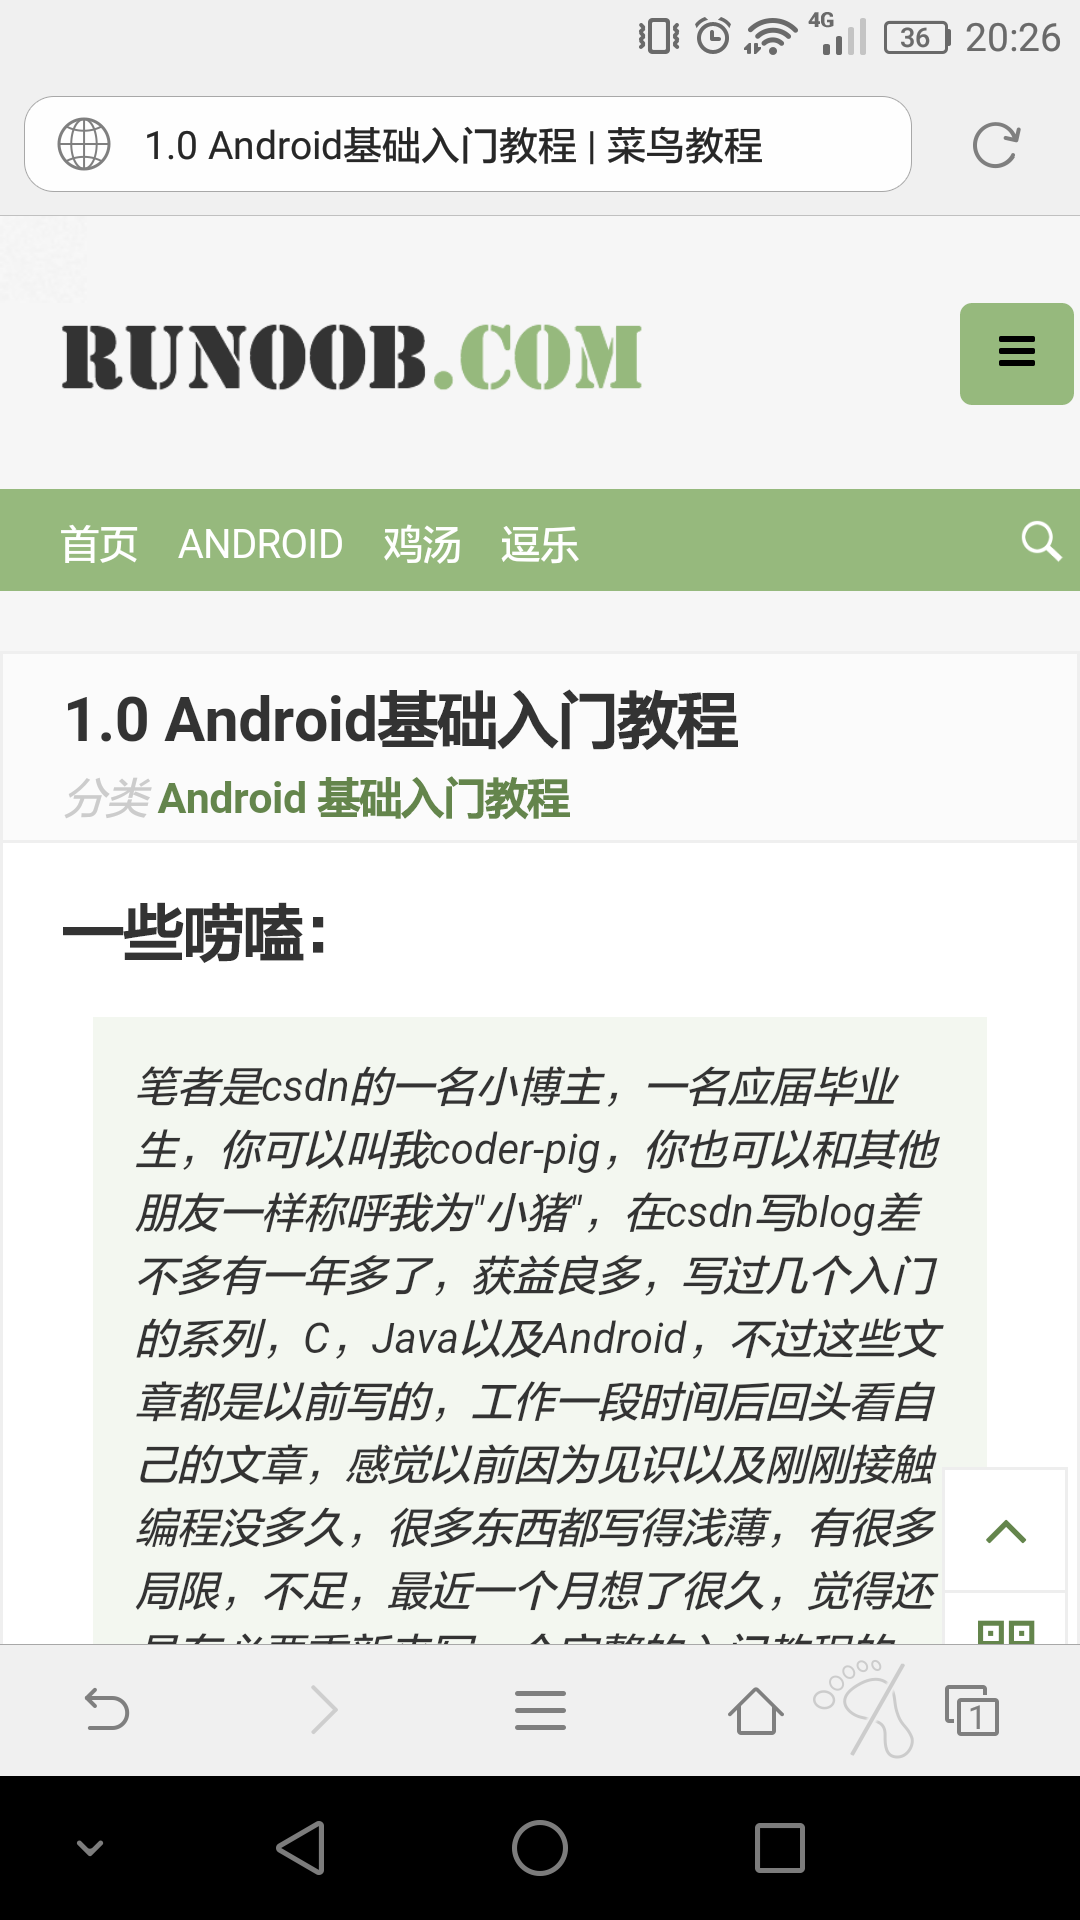 4G 36 20:26
1.0 Android基础入门教程 | 菜鸟教程
RUNOOB.COM
首页 ANDROID 鸡汤 逗乐
1.0 Android基础入门教程
分类 Android 基础入门教程
一些唠嗑：
笔者是csdn的一名小博主，一名应届毕业
生，你可以叫我coder-pig，你也可以和其他
朋友一样称呼我为"小猪"，在csdn写blog差
不多有一年多了，获益良多，写过几个入门
的系列，C，Java以及Android，不过这些文
章都是以前写的，工作一段时间后回头看自
己的文章，感觉以前因为见识以及刚刚接触
编程没多久，很多东西都写得浅薄，有很多
局限，不足，最近一个月想了很久，觉得还
1